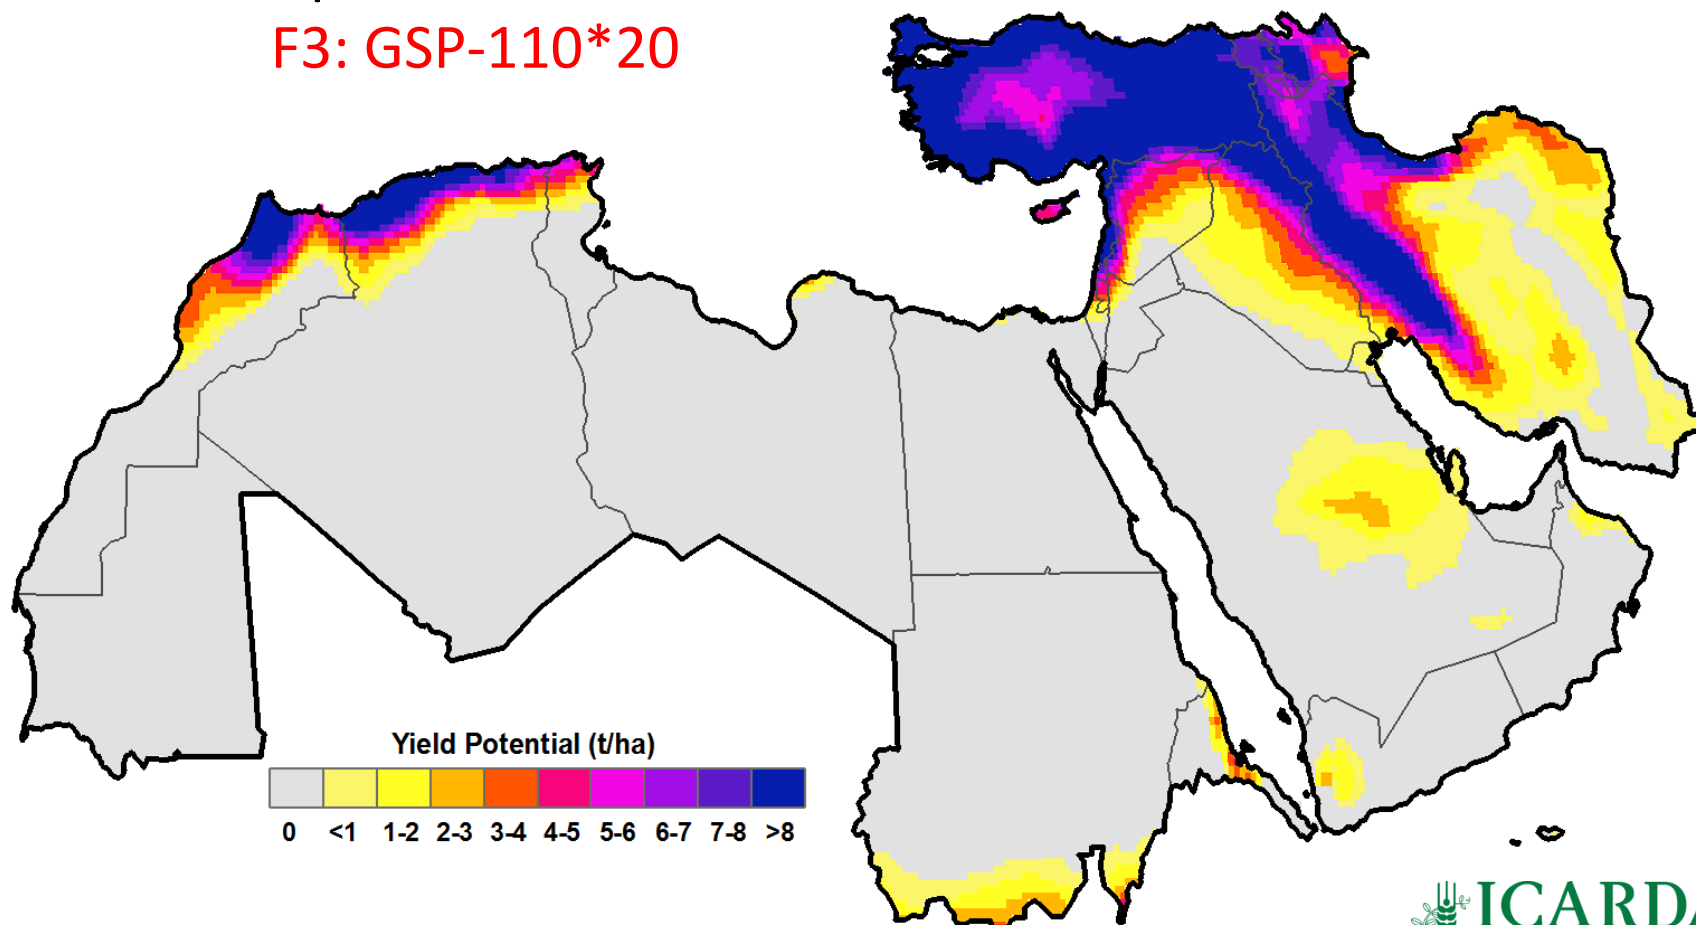 F3: GSP-110*20
Yield Potential (t/ha)
0 <1 1-2 2-3 3-4 4-5 5-6 6-7 7-8 >8
ICARDA